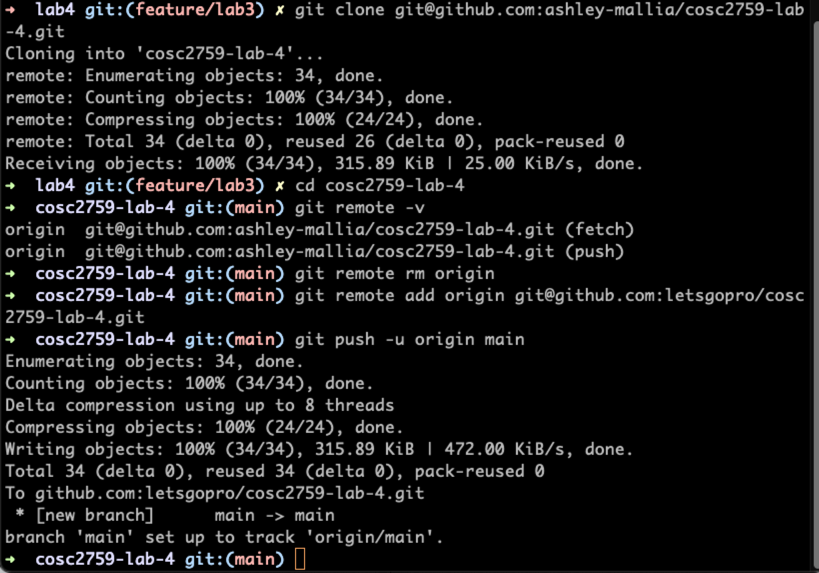 ➜  lab4 git:(feature/lab3) ✗ git clone git@github.com:ashley-mallia/cosc2759-lab
-4.git
Cloning into 'cosc2759-lab-4'...
remote: Enumerating objects: 34, done.
remote: Counting objects: 100% (34/34), done.
remote: Compressing objects: 100% (24/24), done.
remote: Total 34 (delta 0), reused 26 (delta 0), pack-reused 0
Receiving objects: 100% (34/34), 315.89 KiB | 25.00 KiB/s, done.
➜  lab4 git:(feature/lab3) ✗ cd cosc2759-lab-4
➜  cosc2759-lab-4 git:(main) git remote -v
origin  git@github.com:ashley-mallia/cosc2759-lab-4.git (fetch)
origin  git@github.com:ashley-mallia/cosc2759-lab-4.git (push)
➜  cosc2759-lab-4 git:(main) git remote rm origin
➜  cosc2759-lab-4 git:(main) git remote add origin git@github.com:letsgopro/cosc
2759-lab-4.git
➜  cosc2759-lab-4 git:(main) git push -u origin main
Enumerating objects: 34, done.
Counting objects: 100% (34/34), done.
Delta compression using up to 8 threads
Compressing objects: 100% (24/24), done.
Writing objects: 100% (34/34), 315.89 KiB | 472.00 KiB/s, done.
Total 34 (delta 0), reused 34 (delta 0), pack-reused 0
To github.com:letsgopro/cosc2759-lab-4.git
 * [new branch]      main -> main
branch 'main' set up to track 'origin/main'.
➜  cosc2759-lab-4 git:(main)